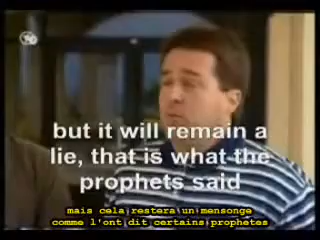 but it will remain a
lie, that is what the
prophets said
mais cela restera un mensonge
comme l'ont dit certains prophetes